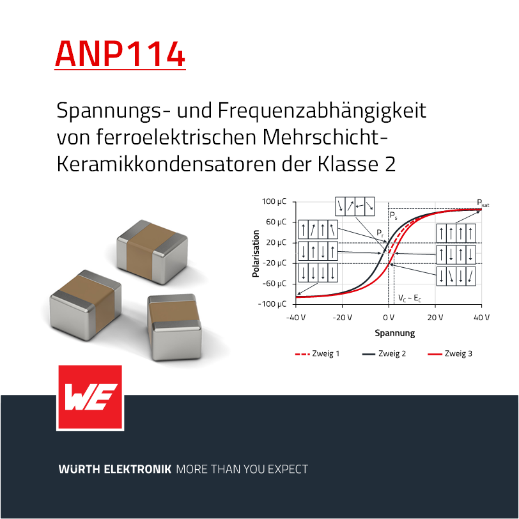 ANP114
Spannungs- und Frequenzabhängigkeit
von ferroelektrischen Mehrschicht-
Keramikkondensatoren der Klasse 2
100 µC
60 µC
20 µC
−20 µC
−60 µC
−100 µC
Polarisation
Pₛ
Pᵣ
Pₛₐₜ
V꜀ ~ E꜀
−40 V
−20 V
0 V
20 V
40 V
Spannung
Zweig 1
Zweig 2
Zweig 3
WE
WÜRTH ELEKTRONIK MORE THAN YOU EXPECT